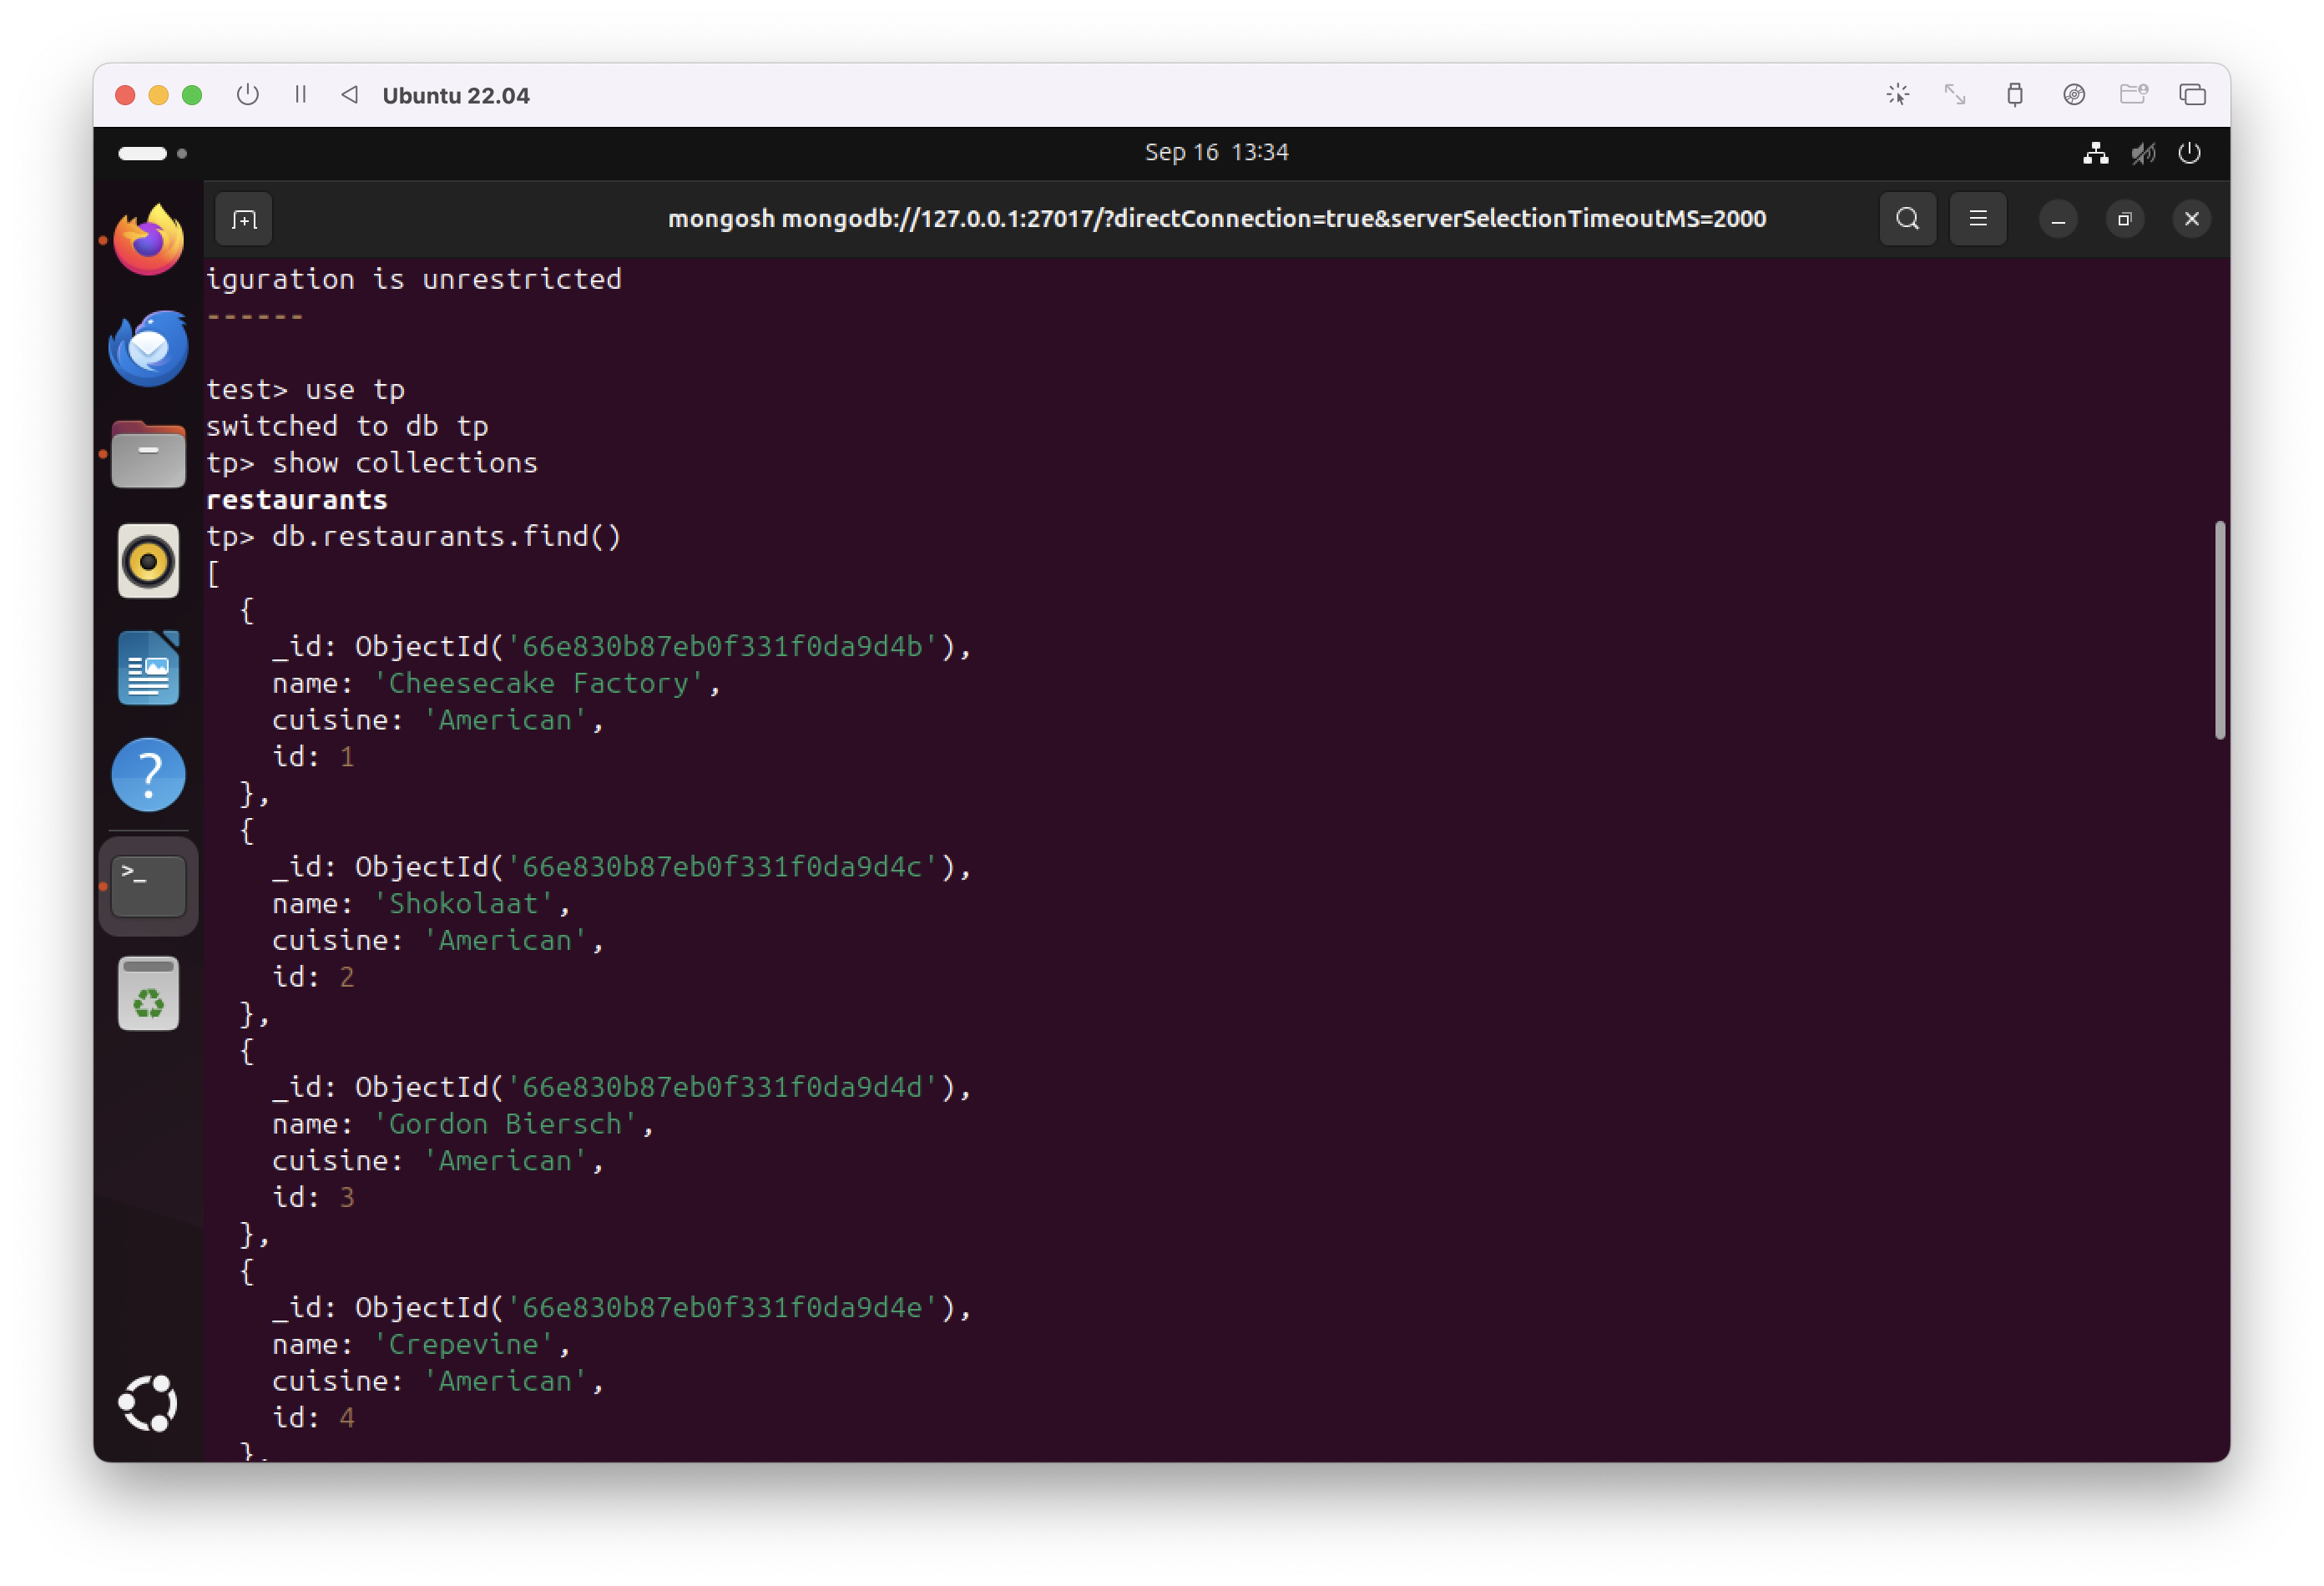 Ubuntu 22.04
Sep 16 13:34
mongosh mongodb://127.0.0.1:27017/?directConnection=true&serverSelectionTimeoutMS=2000
iguration is unrestricted
------
test> use tp
switched to db tp
tp> show collections
restaurants
tp> db.restaurants.find()
[
  {
    _id: ObjectId('66e830b87eb0f331f0da9d4b'),
    name: 'Cheesecake Factory',
    cuisine: 'American',
    id: 1
  },
  {
    _id: ObjectId('66e830b87eb0f331f0da9d4c'),
    name: 'Shokolaat',
    cuisine: 'American',
    id: 2
  },
  {
    _id: ObjectId('66e830b87eb0f331f0da9d4d'),
    name: 'Gordon Biersch',
    cuisine: 'American',
    id: 3
  },
  {
    _id: ObjectId('66e830b87eb0f331f0da9d4e'),
    name: 'Crepevine',
    cuisine: 'American',
    id: 4
  },